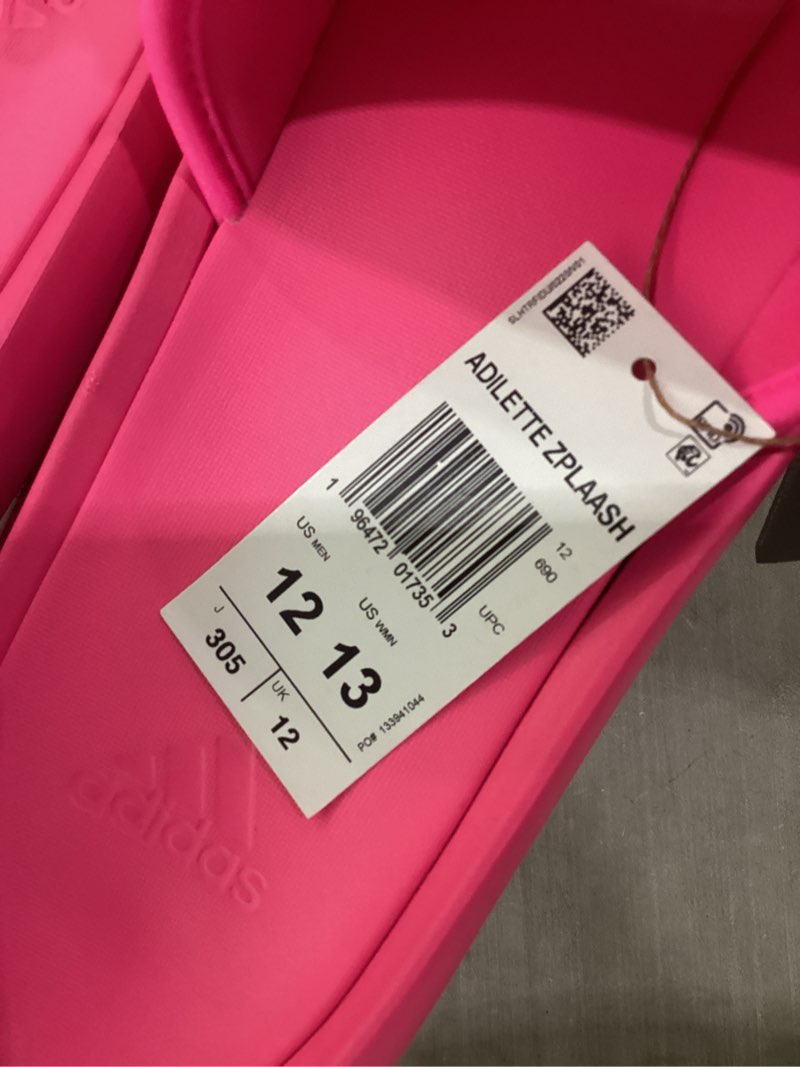 SLHTRFIDU8220IV01
ADILETTE ZPLAASH
12
690
1 96472 01735 3
UPC
US MEN
12
US WMN
13
J
305
UK
12
PO# 133941044
adidas